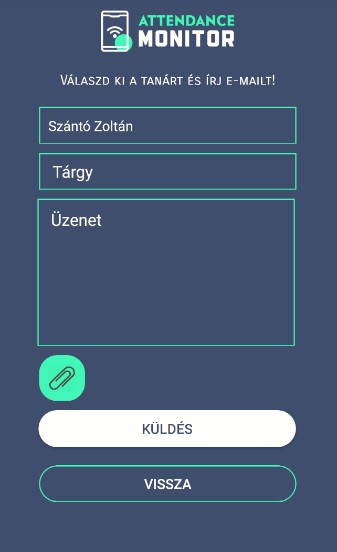 ATTENDANCE
MONITOR
Válaszd ki a tanárt és írj e-mailt!
Szántó Zoltán
Tárgy
Üzenet
KÜLDÉS
VISSZA